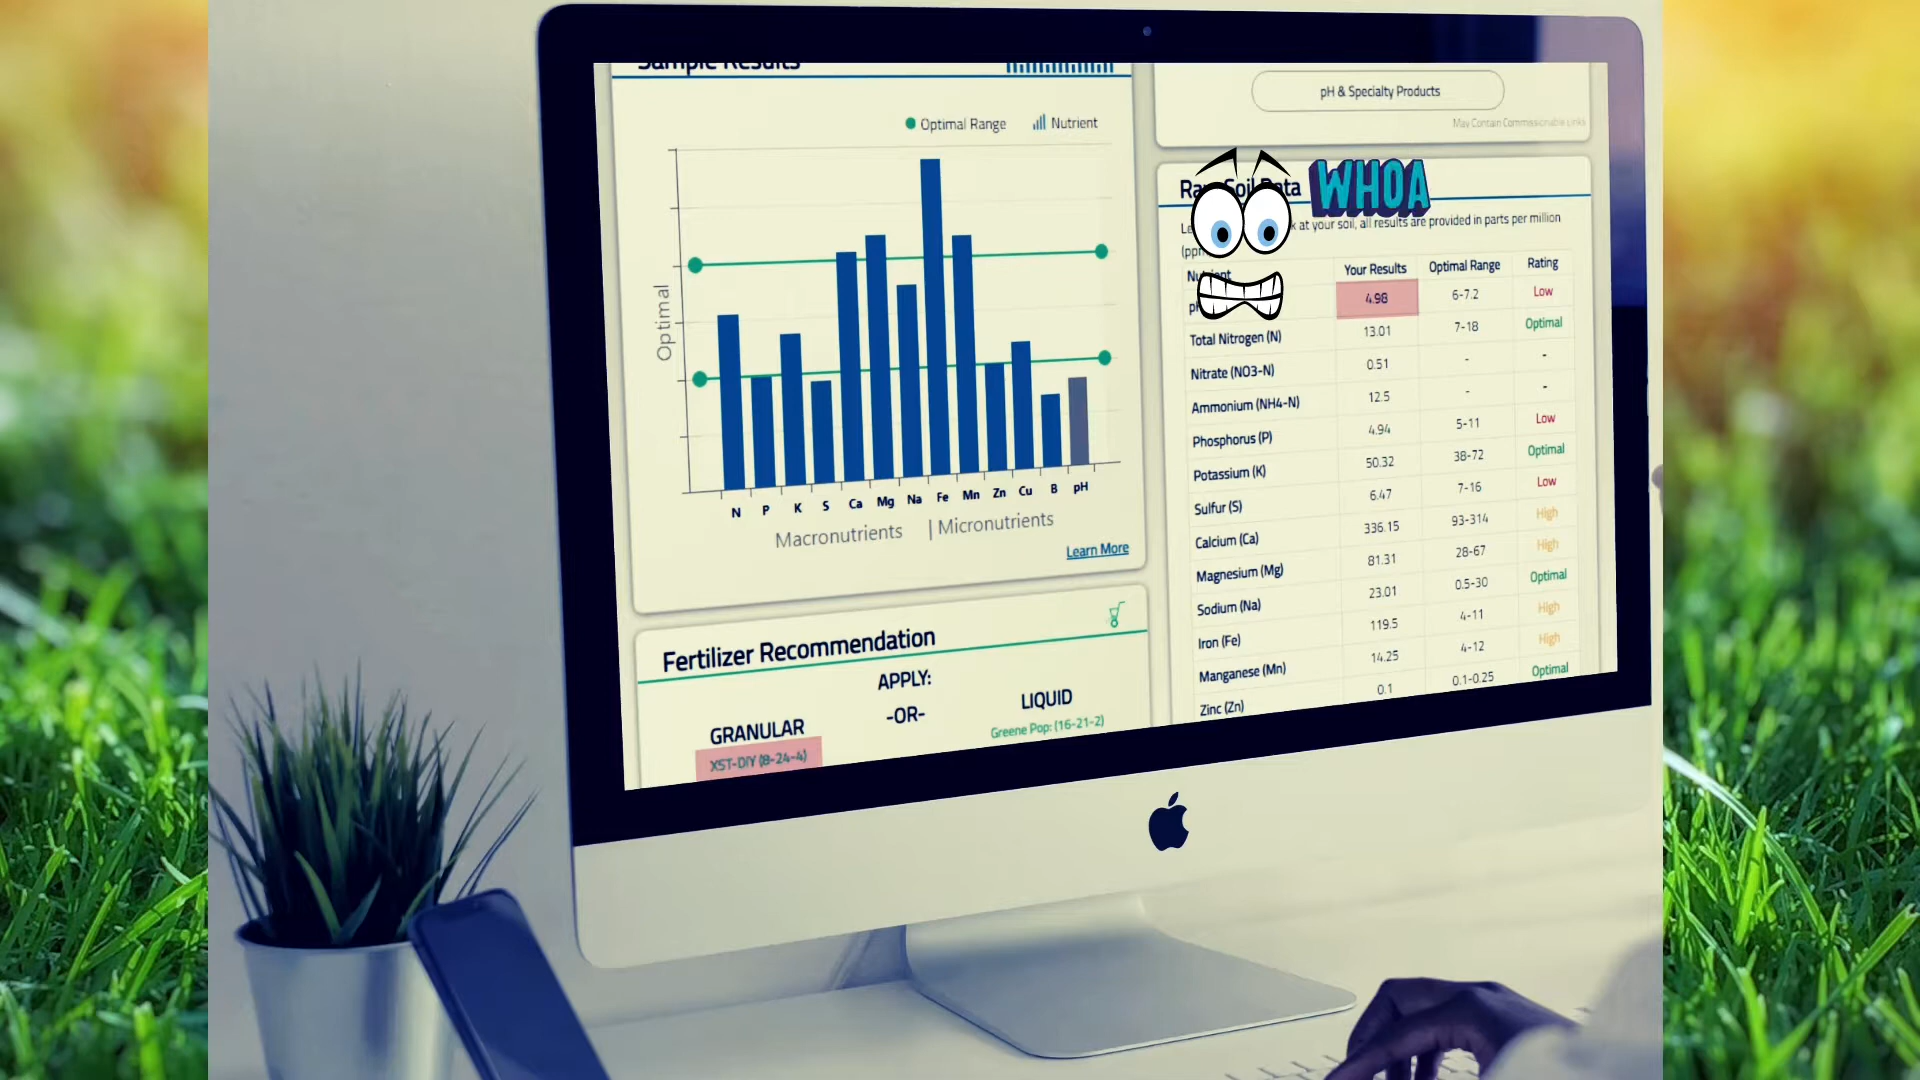 Sample Results
Optimal Range
Nutrient
Optimal
N P K S Ca Mg Na Fe Mn Zn Cu B pH
Macronutrients | Micronutrients
Learn More
Fertilizer Recommendation
APPLY:
GRANULAR
-OR-
LIQUID
XST-DIY (8-24-4)
Greene Pop: (16-21-2)
pH & Specialty Products
May Contain Commissionable Links
WHOA
Raw Soil Data
at your soil, all results are provided in parts per million
Nutrient Your Results Optimal Range Rating
pH 4.98 6-7.2 Low
Total Nitrogen (N) 13.01 7-18 Optimal
Nitrate (NO3-N) 0.51 - -
Ammonium (NH4-N) 12.5 - -
Phosphorus (P) 4.94 5-11 Low
Potassium (K) 50.32 38-72 Optimal
Sulfur (S) 6.47 7-16 Low
Calcium (Ca) 336.15 93-314 High
Magnesium (Mg) 81.31 28-67 High
Sodium (Na) 23.01 0.5-30 Optimal
Iron (Fe) 119.5 4-11 High
Manganese (Mn) 14.25 4-12 High
Zinc (Zn) 0.1 0.1-0.25 Optimal